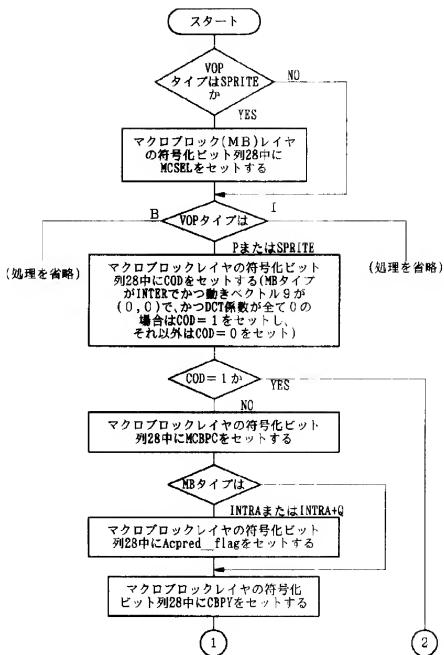 スタート
VOP
タイプはSPRITE
か
NO
YES
マクロブロック(MB)レイヤ
の符号化ビット列28中に
MCSELをセットする
B
VOPタイプは
I
(処理を省略)
PまたはSPRITE
(処理を省略)
マクロブロックレイヤの符号化ビット
列28中にCODをセットする(MBタイプ
がINTERでかつ動きベクトル9が
(0,0)で、かつDCT係数が全て0の
場合はCOD=1をセットし、
それ以外はCOD=0をセット)
COD=1か
YES
NO
マクロブロックレイヤの符号化ビット
列28中にMCBPCをセットする
MBタイプは
INTRAまたはINTRA+Q
マクロブロックレイヤの符号化ビット
列28中にAcpred__flagをセットする
マクロブロックレイヤの符号化
ビット列28中にCBPYをセットする
1
2